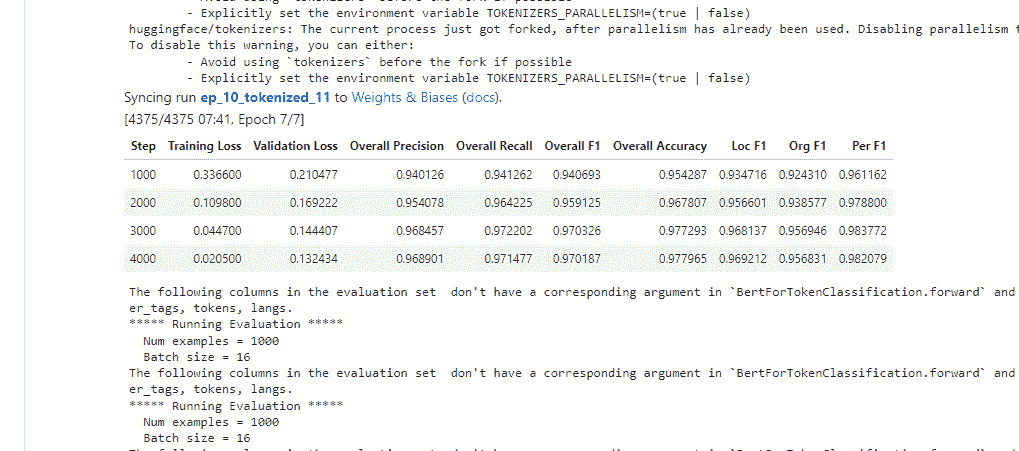 - Explicitly set the environment variable TOKENIZERS_PARALLELISM=(true | false)
huggingface/tokenizers: The current process just got forked, after parallelism has already been used. Disabling parallelism
To disable this warning, you can either:
- Avoid using `tokenizers` before the fork if possible
- Explicitly set the environment variable TOKENIZERS_PARALLELISM=(true | false)
Syncing run ep_10_tokenized_11 to Weights & Biases (docs).
[4375/4375 07:41, Epoch 7/7]
Step Training Loss Validation Loss Overall Precision Overall Recall Overall F1 Overall Accuracy Loc F1 Org F1 Per F1
1000 0.336600 0.210477 0.940126 0.941262 0.940693 0.954287 0.934716 0.924310 0.961162
2000 0.109800 0.169222 0.954078 0.964225 0.959125 0.967807 0.956601 0.938577 0.978800
3000 0.044700 0.144407 0.968457 0.972202 0.970326 0.977293 0.968137 0.956946 0.983772
4000 0.020500 0.132434 0.968901 0.971477 0.970187 0.977965 0.969212 0.956831 0.982079
The following columns in the evaluation set  don't have a corresponding argument in `BertForTokenClassification.forward` and
er_tags, tokens, langs.
***** Running Evaluation *****
Num examples = 1000
Batch size = 16
The following columns in the evaluation set  don't have a corresponding argument in `BertForTokenClassification.forward` and
er_tags, tokens, langs.
***** Running Evaluation *****
Num examples = 1000
Batch size = 16